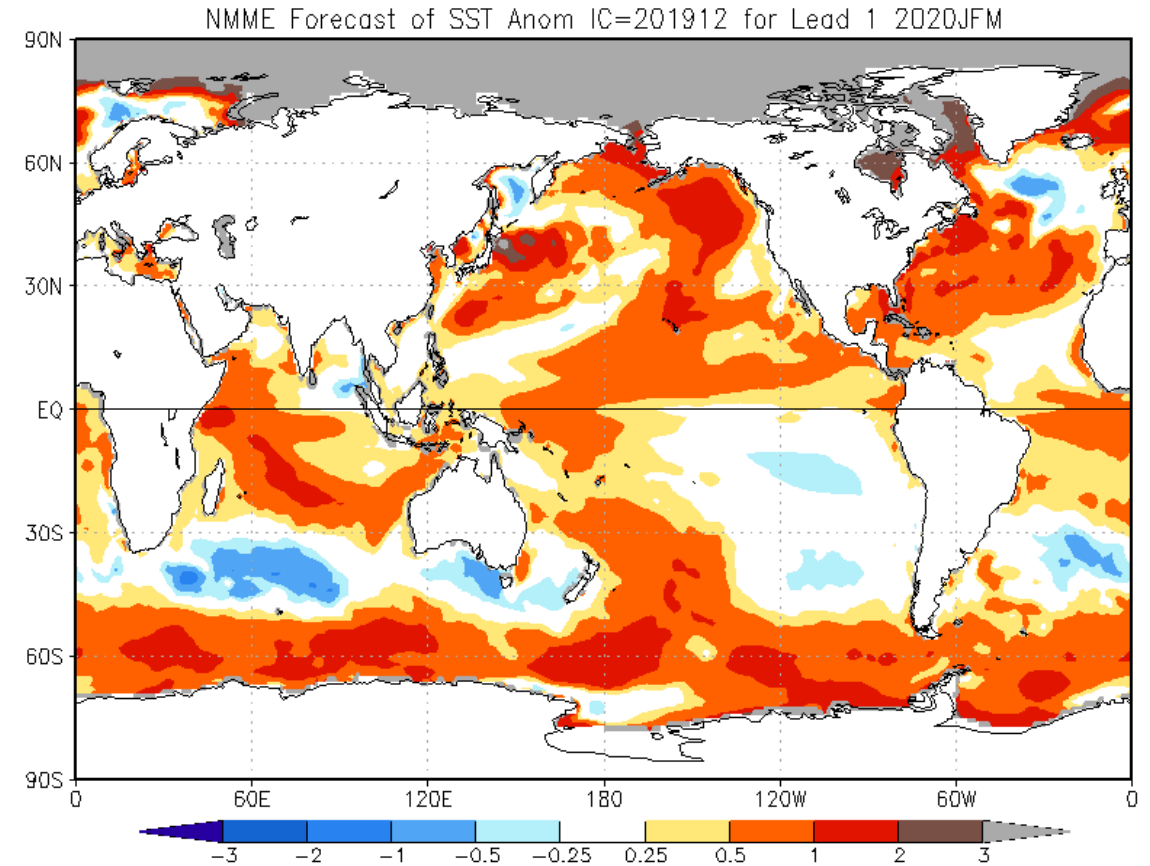 NMME Forecast of SST Anom IC=201912 for Lead 1 2020JFM
90N
60N
30N
EQ
30S
60S
90S
0 60E 120E 180 120W 60W 0
-3 -2 -1 -0.5 -0.25 0.25 0.5 1 2 3